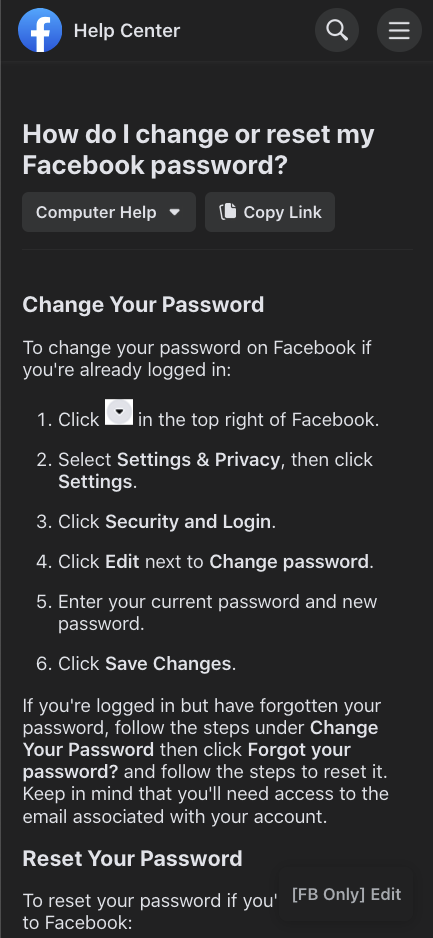 Help Center
How do I change or reset my
Facebook password?
Computer Help
Copy Link
Change Your Password
To change your password on Facebook if
you're already logged in:
1. Click in the top right of Facebook.
2. Select Settings & Privacy, then click
Settings.
3. Click Security and Login.
4. Click Edit next to Change password.
5. Enter your current password and new
password.
6. Click Save Changes.
If you're logged in but have forgotten your
password, follow the steps under Change
Your Password then click Forgot your
password? and follow the steps to reset it.
Keep in mind that you'll need access to the
email associated with your account.
Reset Your Password
To reset your password if you'
[FB Only] Edit
to Facebook: